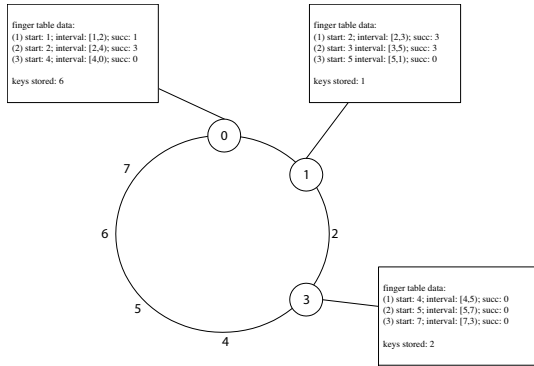 finger table data:
(1) start: 1; interval: [1,2); succ: 1
(2) start: 2; interval: [2,4); succ: 3
(3) start: 4; interval: [4,0); succ: 0
keys stored: 6
finger table data:
(1) start: 2; interval: [2,3); succ: 3
(2) start: 3 interval: [3,5); succ: 3
(3) start: 5 interval: [5,1); succ: 0
keys stored: 1
0
1
7
6
2
5
3
4
finger table data:
(1) start: 4; interval: [4,5); succ: 0
(2) start: 5; interval: [5,7); succ: 0
(3) start: 7; interval: [7,3); succ: 0
keys stored: 2